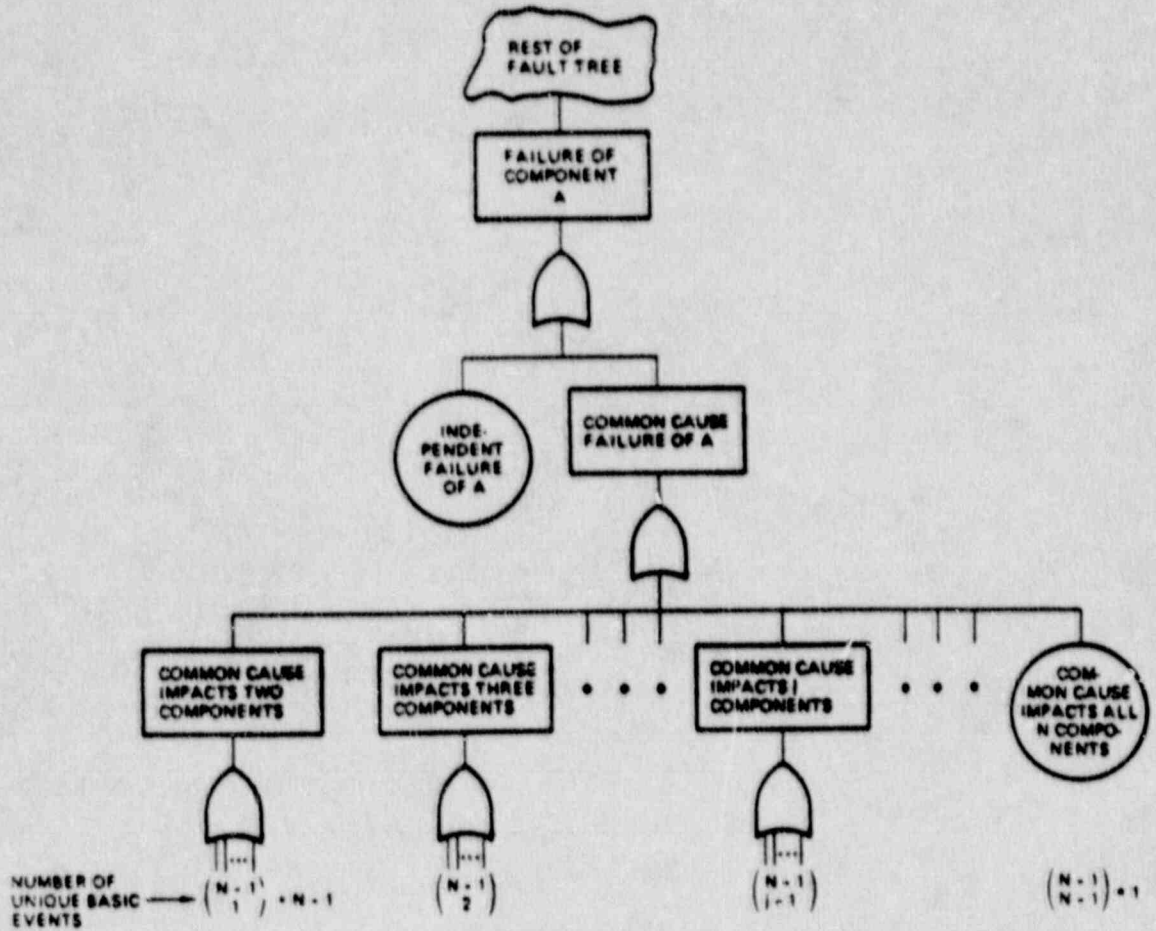 REST OF
FAULT TREE
FAILURE OF
COMPONENT
A
INDE-
PENDENT
FAILURE
OF A
COMMON CAUSE
FAILURE OF A
COMMON CAUSE
IMPACTS TWO
COMPONENTS
COMMON CAUSE
IMPACTS THREE
COMPONENTS
COMMON CAUSE
IMPACTS j
COMPONENTS
COM-
MON CAUSE
IMPACTS ALL
N COMPO-
NENTS
NUMBER OF
UNIQUE BASIC
EVENTS
(N - 1
1) = N - 1
(N - 1
2)
(N - 1
j - 1)
(N - 1
N - 1) = 1